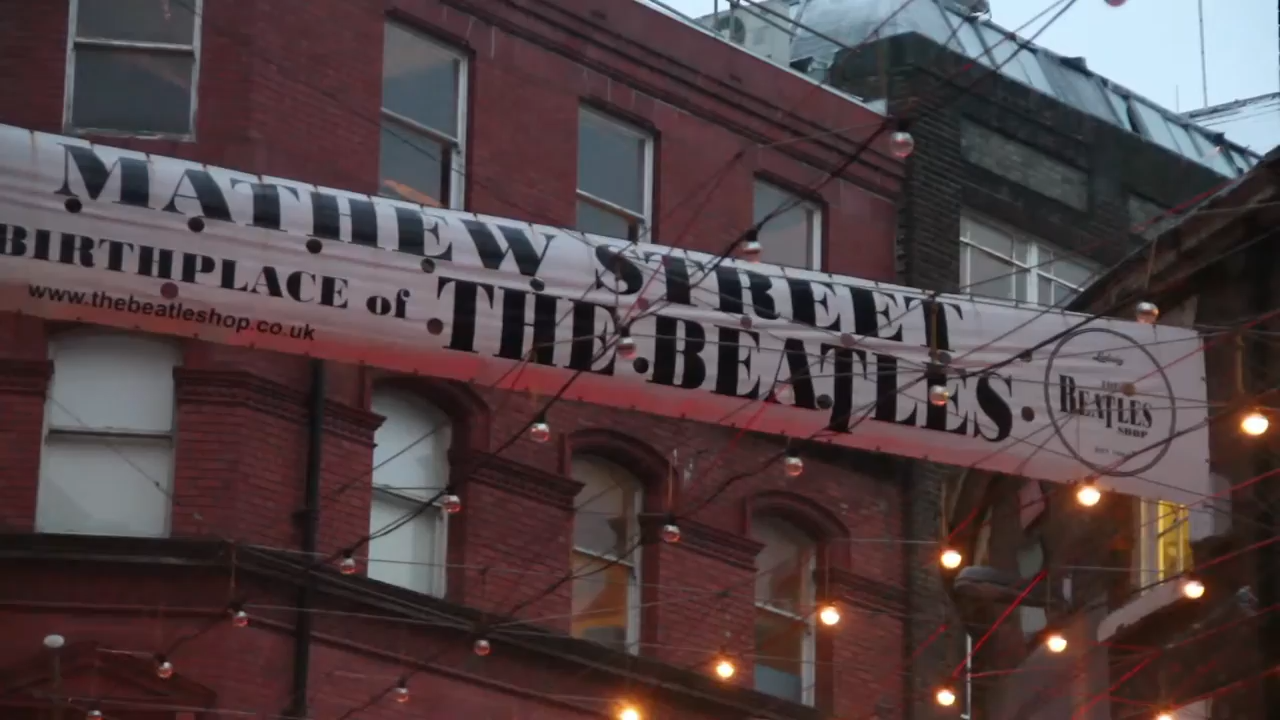 MATHEW STREET
BIRTHPLACE of THE BEATLES
www.thebeatleshop.co.uk
THE
BEATLES
SHOP